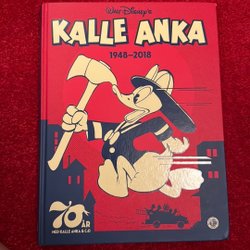 Walt Disney's
KALLE ANKA
1948–2018
70 ÅR
MED KALLE ANKA & C:O